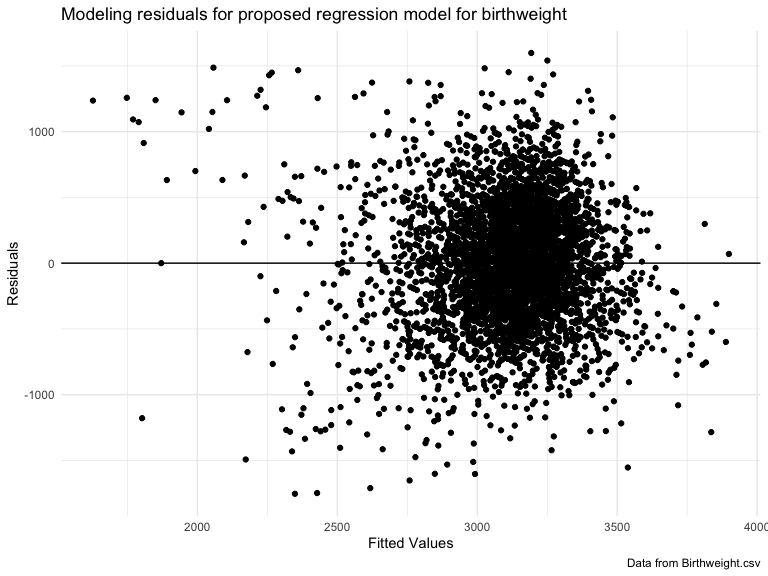 Modeling residuals for proposed regression model for birthweight
1000
0
-1000
Residuals
2000 2500 3000 3500 4000
Fitted Values
Data from Birthweight.csv